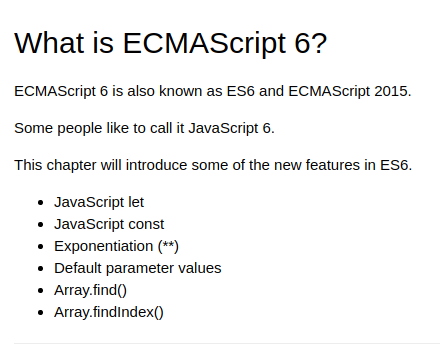 What is ECMAScript 6?
ECMAScript 6 is also known as ES6 and ECMAScript 2015.
Some people like to call it JavaScript 6.
This chapter will introduce some of the new features in ES6.
• JavaScript let
• JavaScript const
• Exponentiation (**)
• Default parameter values
• Array.find()
• Array.findIndex()